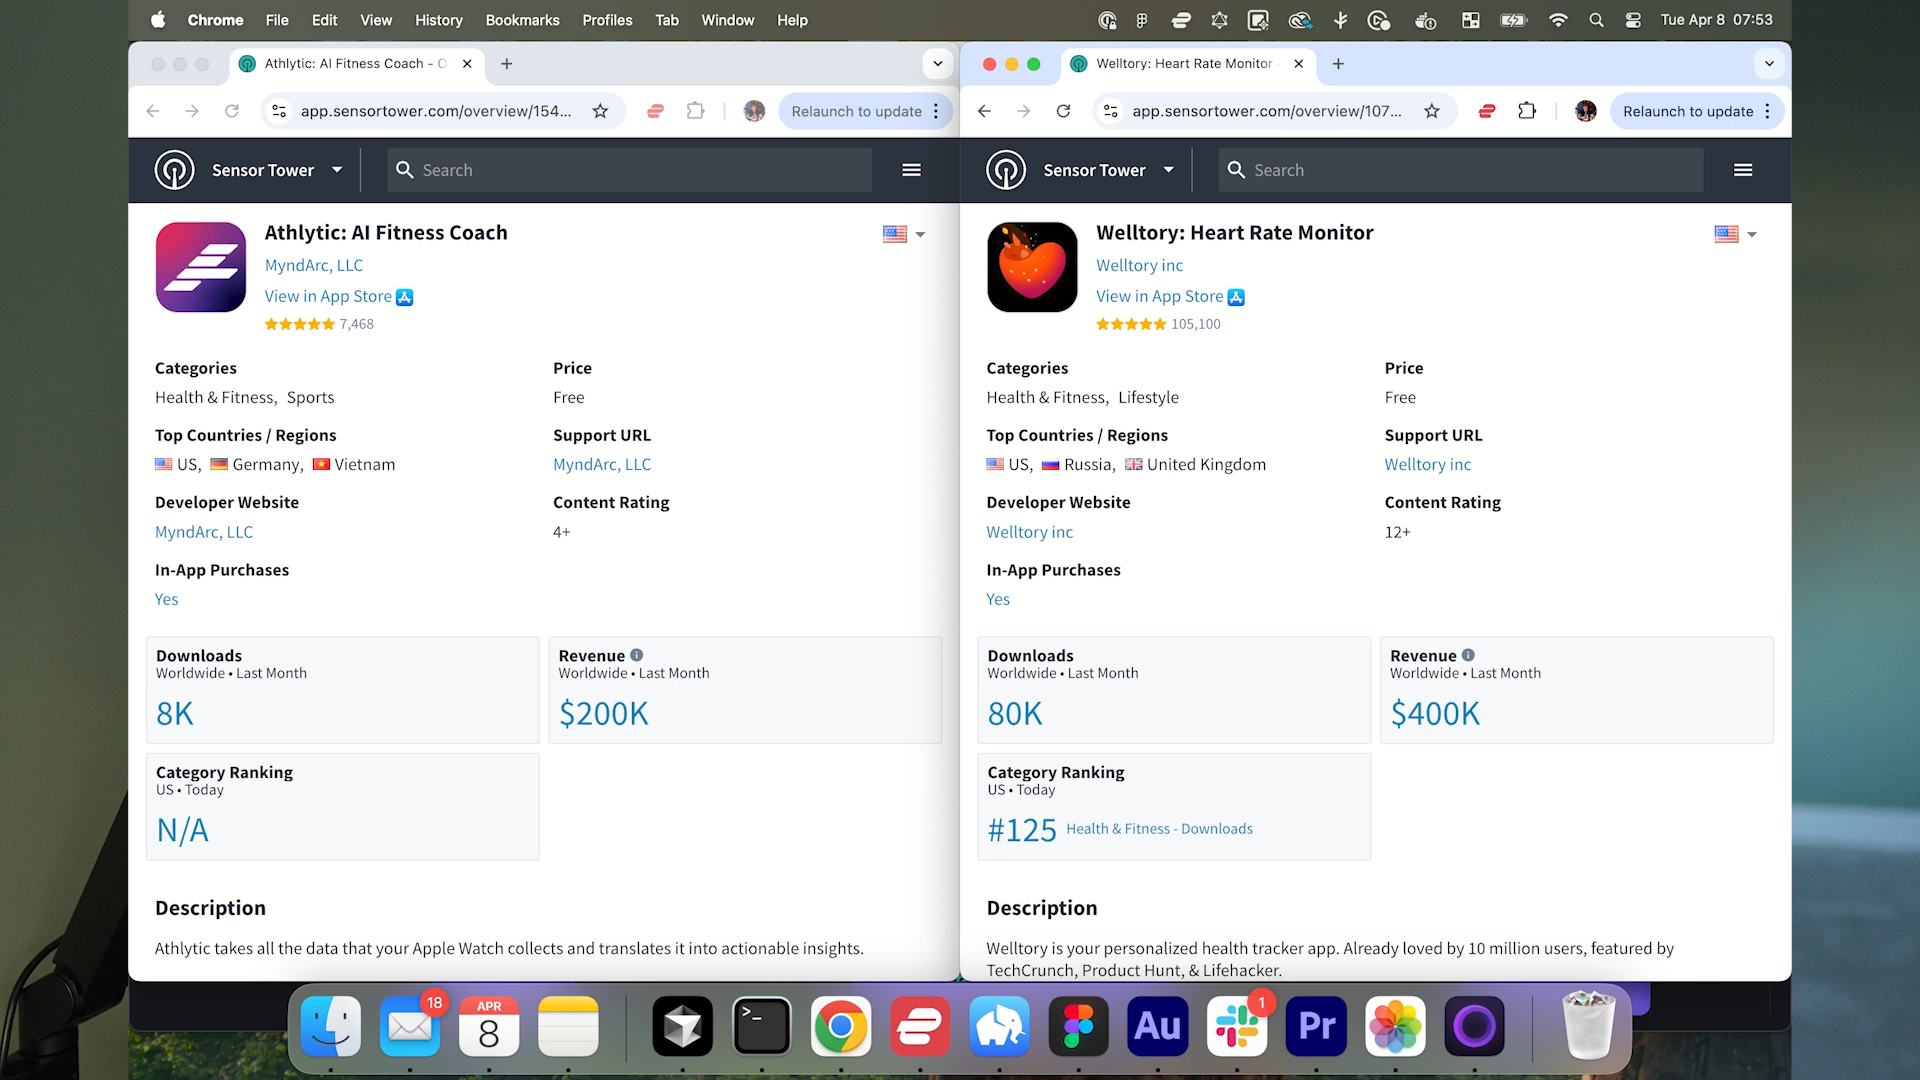 Chrome File Edit View History Bookmarks Profiles Tab Window Help
Tue Apr 8 07:53
Athlytic: AI Fitness Coach -
app.sensortower.com/overview/154...
Relaunch to update
Sensor Tower
Search
Athlytic: AI Fitness Coach
MyndArc, LLC
View in App Store
7,468
Categories
Health & Fitness, Sports
Price
Free
Top Countries / Regions
US, Germany, Vietnam
Support URL
MyndArc, LLC
Developer Website
MyndArc, LLC
Content Rating
4+
In-App Purchases
Yes
Downloads
Worldwide • Last Month
8K
Revenue
Worldwide • Last Month
$200K
Category Ranking
US • Today
N/A
Description
Athlytic takes all the data that your Apple Watch collects and translates it into actionable insights.
Welltory: Heart Rate Monitor
app.sensortower.com/overview/107...
Relaunch to update
Sensor Tower
Search
Welltory: Heart Rate Monitor
Welltory inc
View in App Store
105,100
Categories
Health & Fitness, Lifestyle
Price
Free
Top Countries / Regions
US, Russia, United Kingdom
Support URL
Welltory inc
Developer Website
Welltory inc
Content Rating
12+
In-App Purchases
Yes
Downloads
Worldwide • Last Month
80K
Revenue
Worldwide • Last Month
$400K
Category Ranking
US • Today
#125 Health & Fitness - Downloads
Description
Welltory is your personalized health tracker app. Already loved by 10 million users, featured by
TechCrunch, Product Hunt, & Lifehacker.
18
APR
8
>_
Au
1
Pr